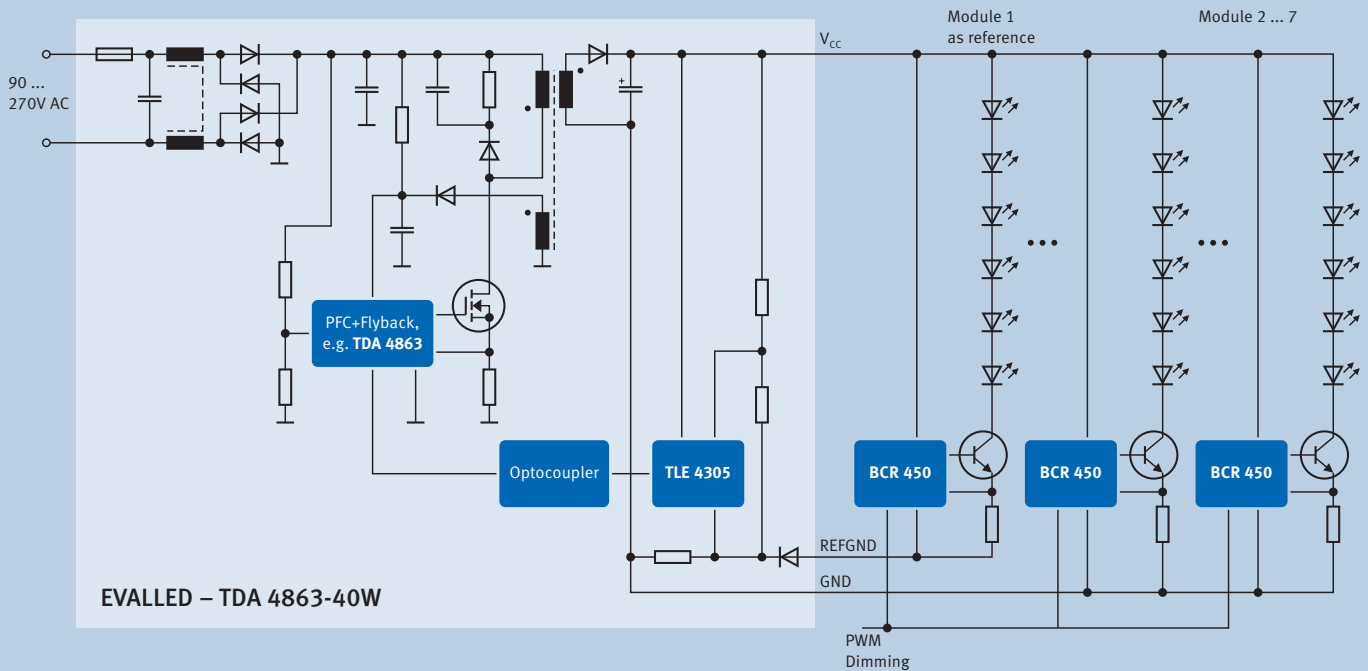 Module 1
as reference
Module 2 ... 7
V_CC
90 ...
270V AC
+
PFC+Flyback,
e.g. TDA 4863
Optocoupler
TLE 4305
BCR 450
BCR 450
BCR 450
REFGND
GND
EVALLED – TDA 4863-40W
PWM
Dimming